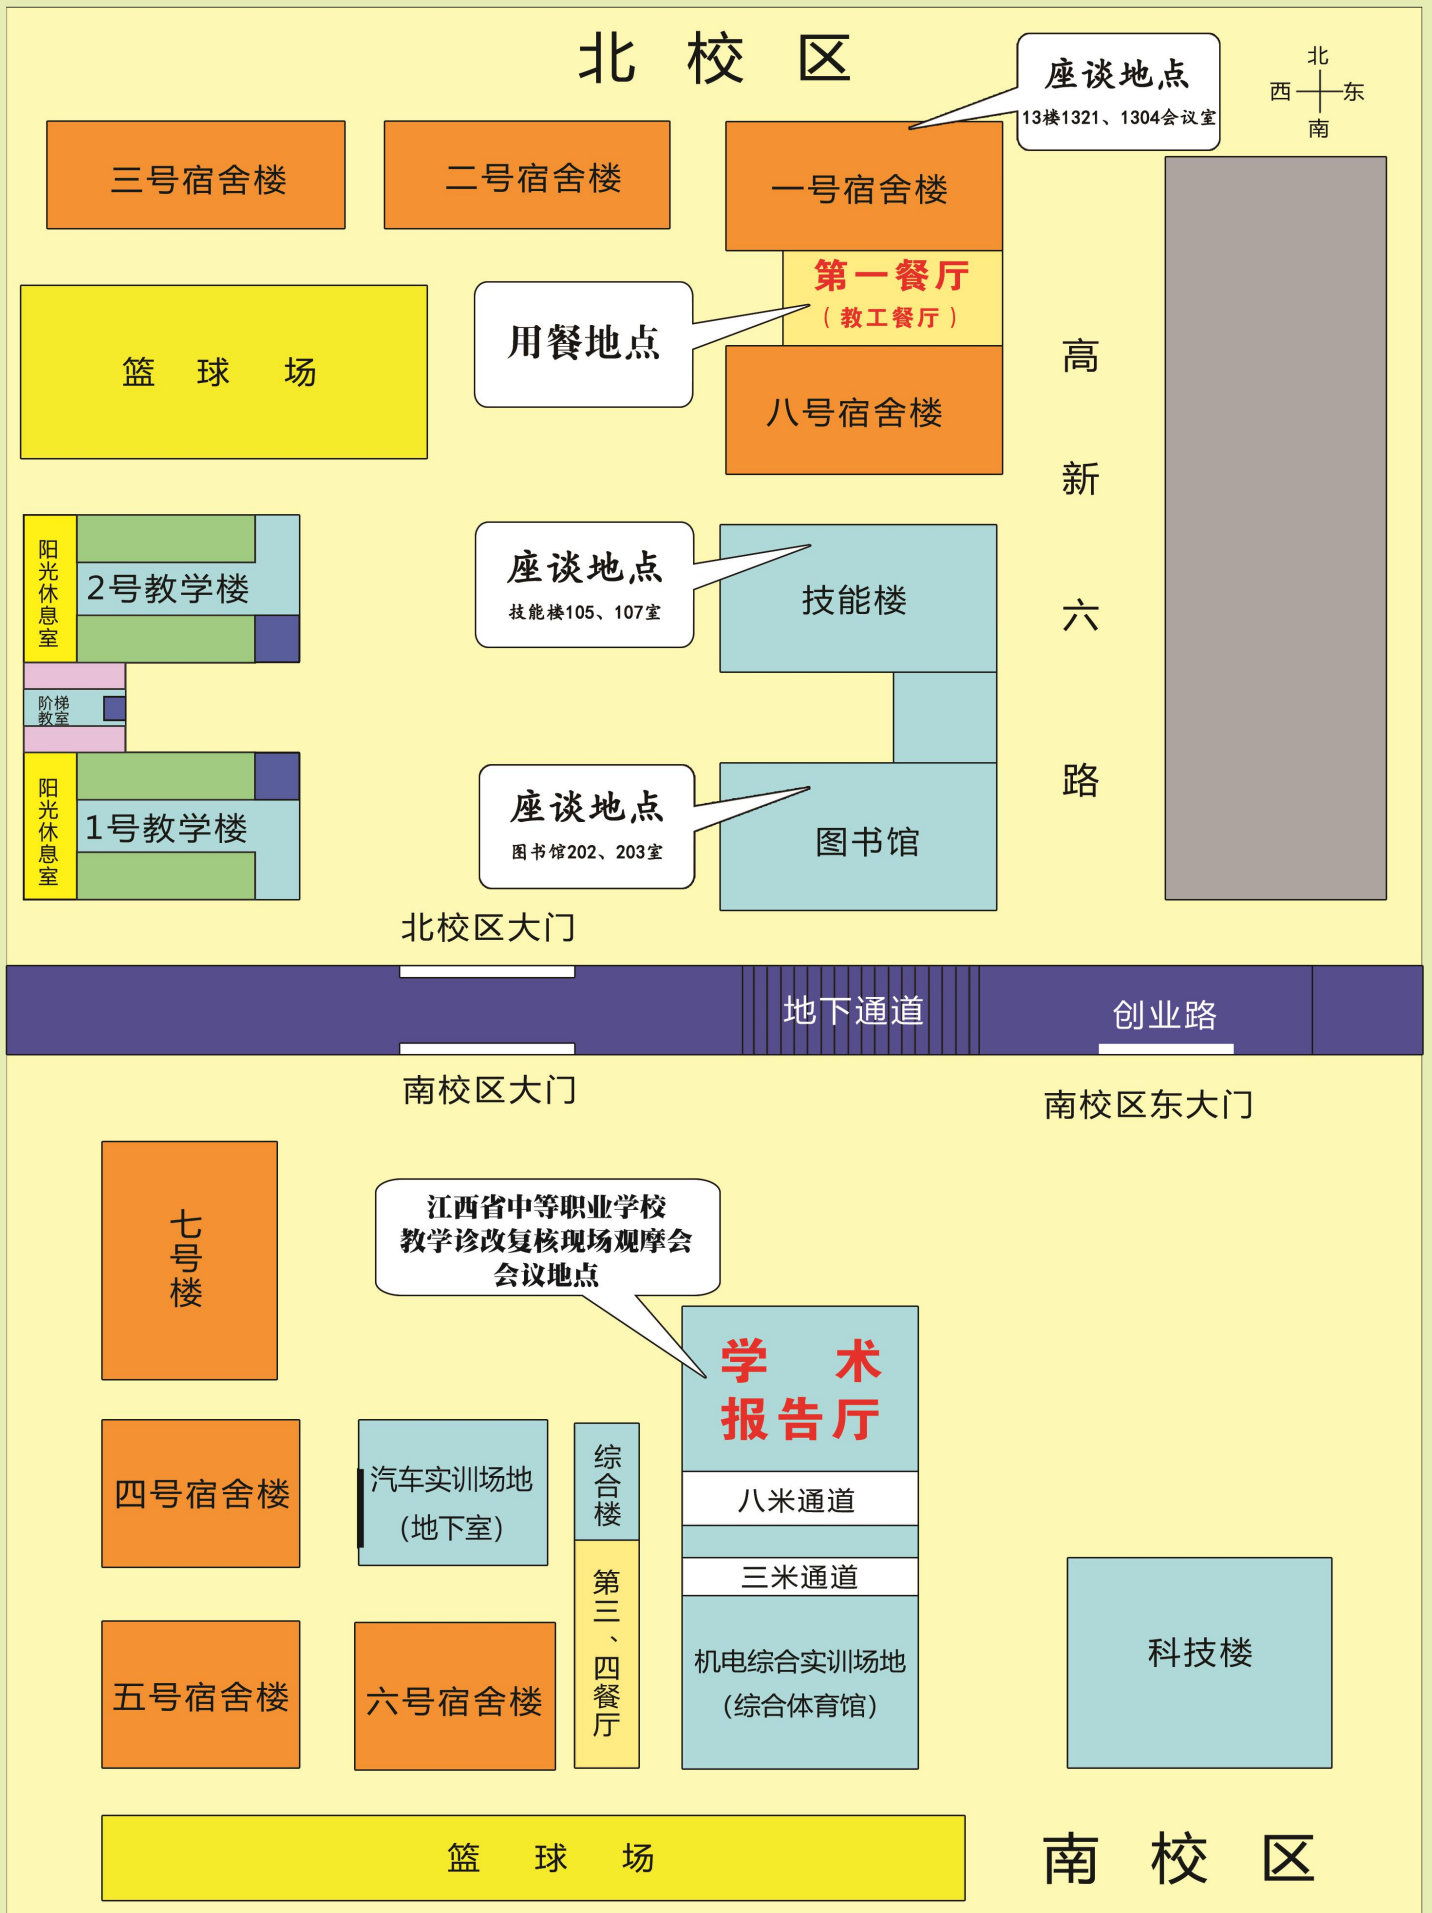 北校区
座谈地点
13楼1321、1304会议室
北
西 东
南
三号宿舍楼
二号宿舍楼
一号宿舍楼
第一餐厅
（教工餐厅）
用餐地点
篮球场
八号宿舍楼
高新六路
阳光休息室
2号教学楼
座谈地点
技能楼105、107室
技能楼
阶梯
教室
阳光休息室
1号教学楼
座谈地点
图书馆202、203室
图书馆
北校区大门
地下通道
创业路
南校区大门
南校区东大门
七号楼
江西省中等职业学校
教学诊改复核现场观摩会
会议地点
学术
报告厅
四号宿舍楼
汽车实训场地
（地下室）
综合楼
八米通道
三米通道
第三、四餐厅
五号宿舍楼
六号宿舍楼
机电综合实训场地
（综合体育馆）
科技楼
篮球场
南校区